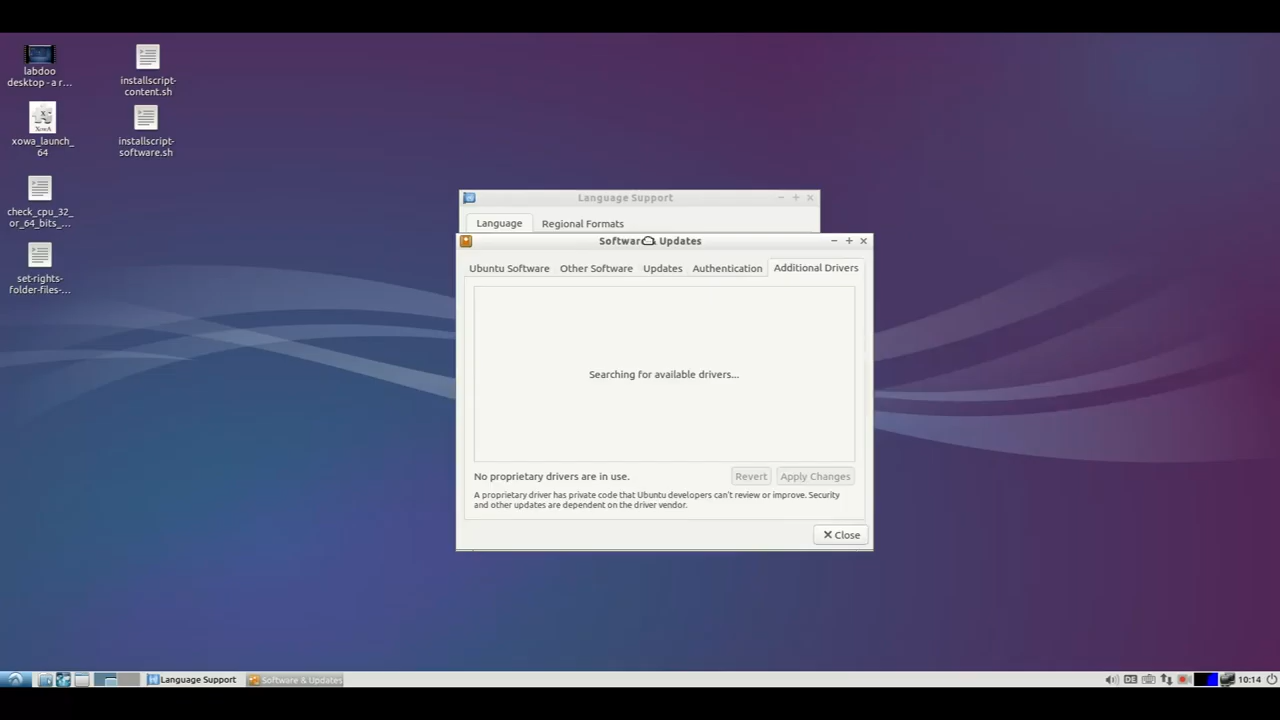 labdoo
desktop - a r...
installscript-
content.sh
xowa_launch_
64
installscript-
software.sh
check_cpu_32_
or_64_bits_...
set-rights-
folder-files-...
Language Support
Language
Regional Formats
Software & Updates
Ubuntu Software
Other Software
Updates
Authentication
Additional Drivers
Searching for available drivers...
No proprietary drivers are in use.
Revert
Apply Changes
A proprietary driver has private code that Ubuntu developers can't review or improve. Security
and other updates are dependent on the driver vendor.
Close
Language Support
Software & Updates
DE
10:14